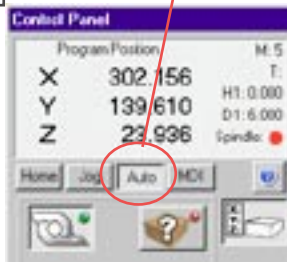 Control Panel
Program Position M: 5
X 302.156 T:
Y 139.610 H1: 0.000
Z 23.936 D1: 6.000
Spindle:
Home Jog Auto MDI